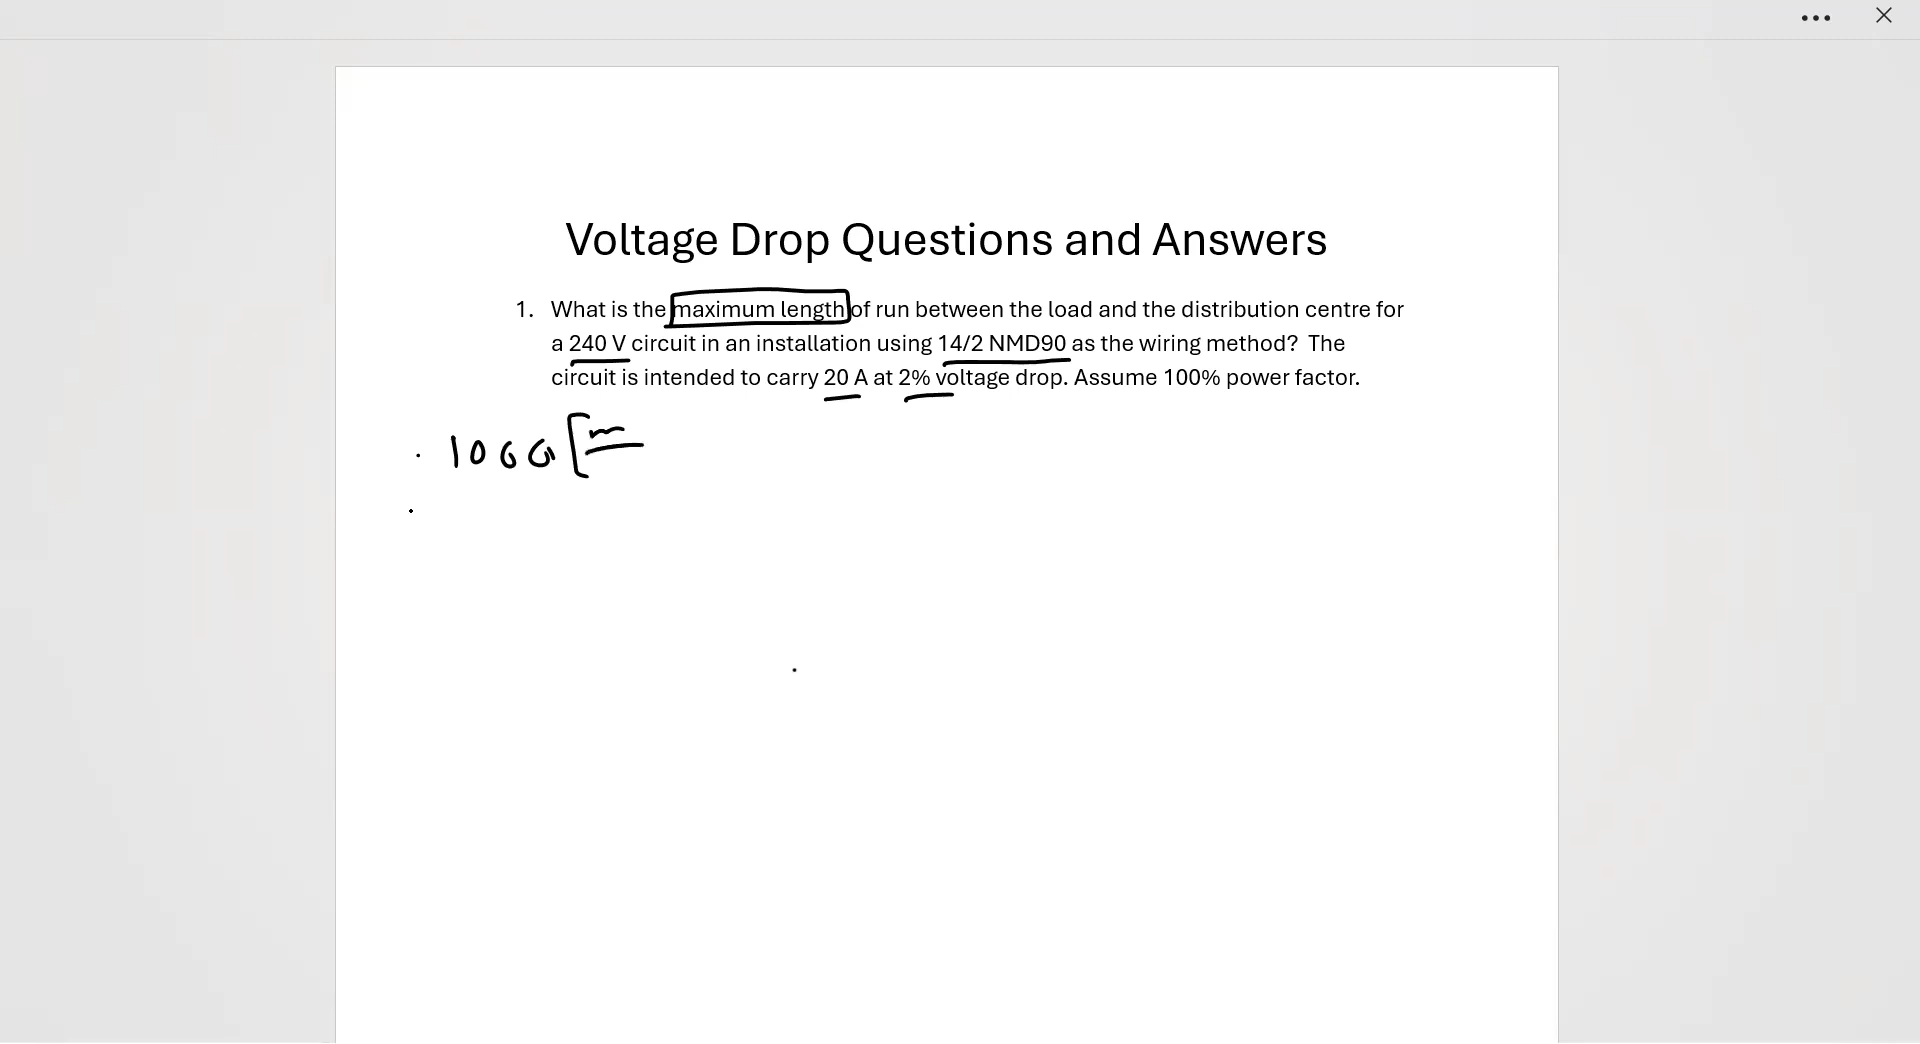 Voltage Drop Questions and Answers
1. What is the maximum length of run between the load and the distribution centre for
a 240 V circuit in an installation using 14/2 NMD90 as the wiring method? The
circuit is intended to carry 20 A at 2% voltage drop. Assume 100% power factor.
1000 [m